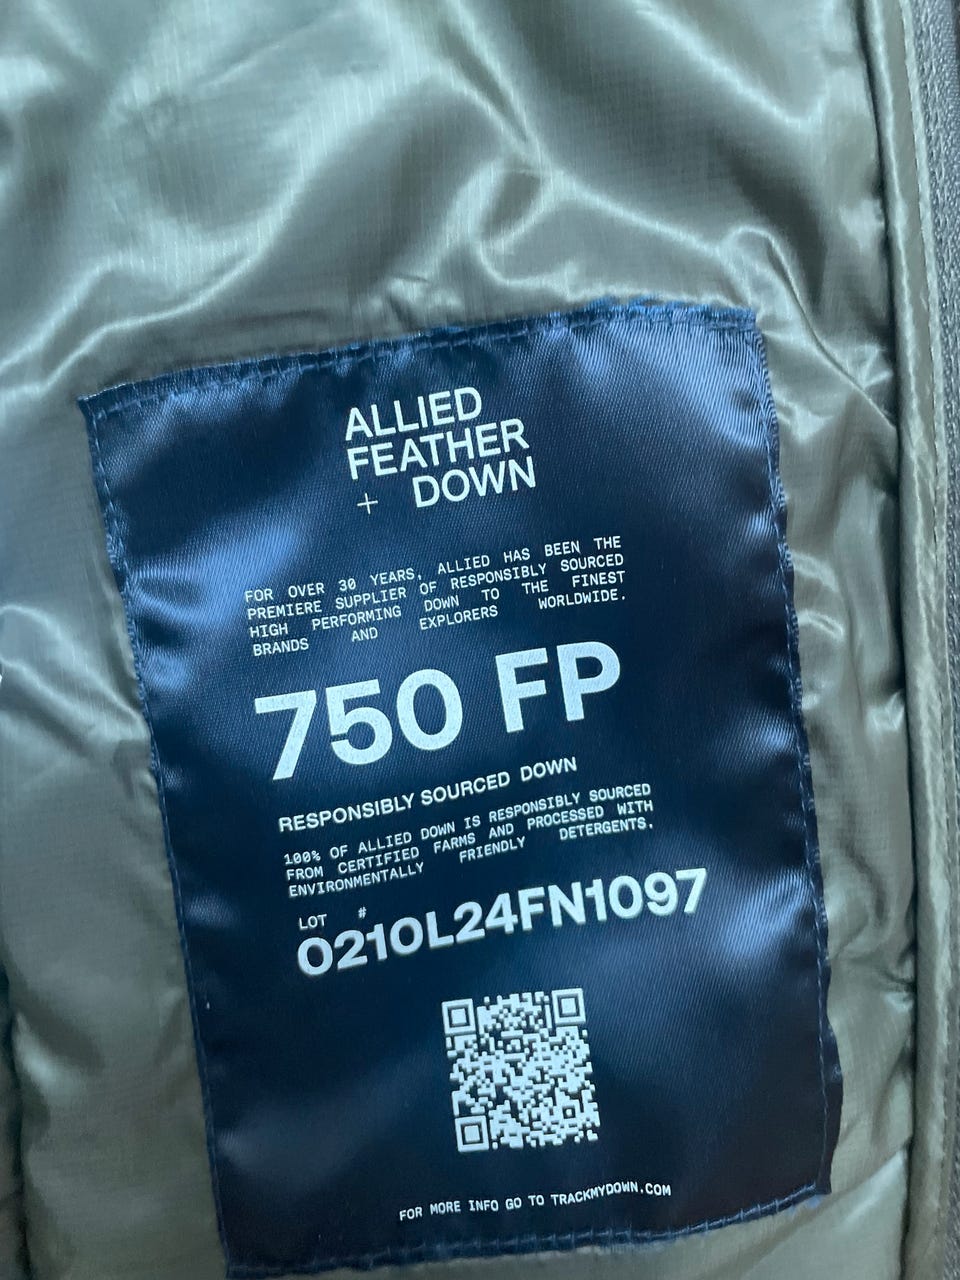 ALLIED
FEATHER
+ DOWN
FOR OVER 30 YEARS, ALLIED HAS BEEN THE
PREMIERE SUPPLIER OF RESPONSIBLY SOURCED
HIGH PERFORMING DOWN TO THE FINEST
BRANDS AND EXPLORERS WORLDWIDE.
750 FP
RESPONSIBLY SOURCED DOWN
100% OF ALLIED DOWN IS RESPONSIBLY SOURCED
FROM CERTIFIED FARMS AND PROCESSED WITH
ENVIRONMENTALLY FRIENDLY DETERGENTS.
LOT #
0210L24FN1097
FOR MORE INFO GO TO TRACKMYDOWN.COM